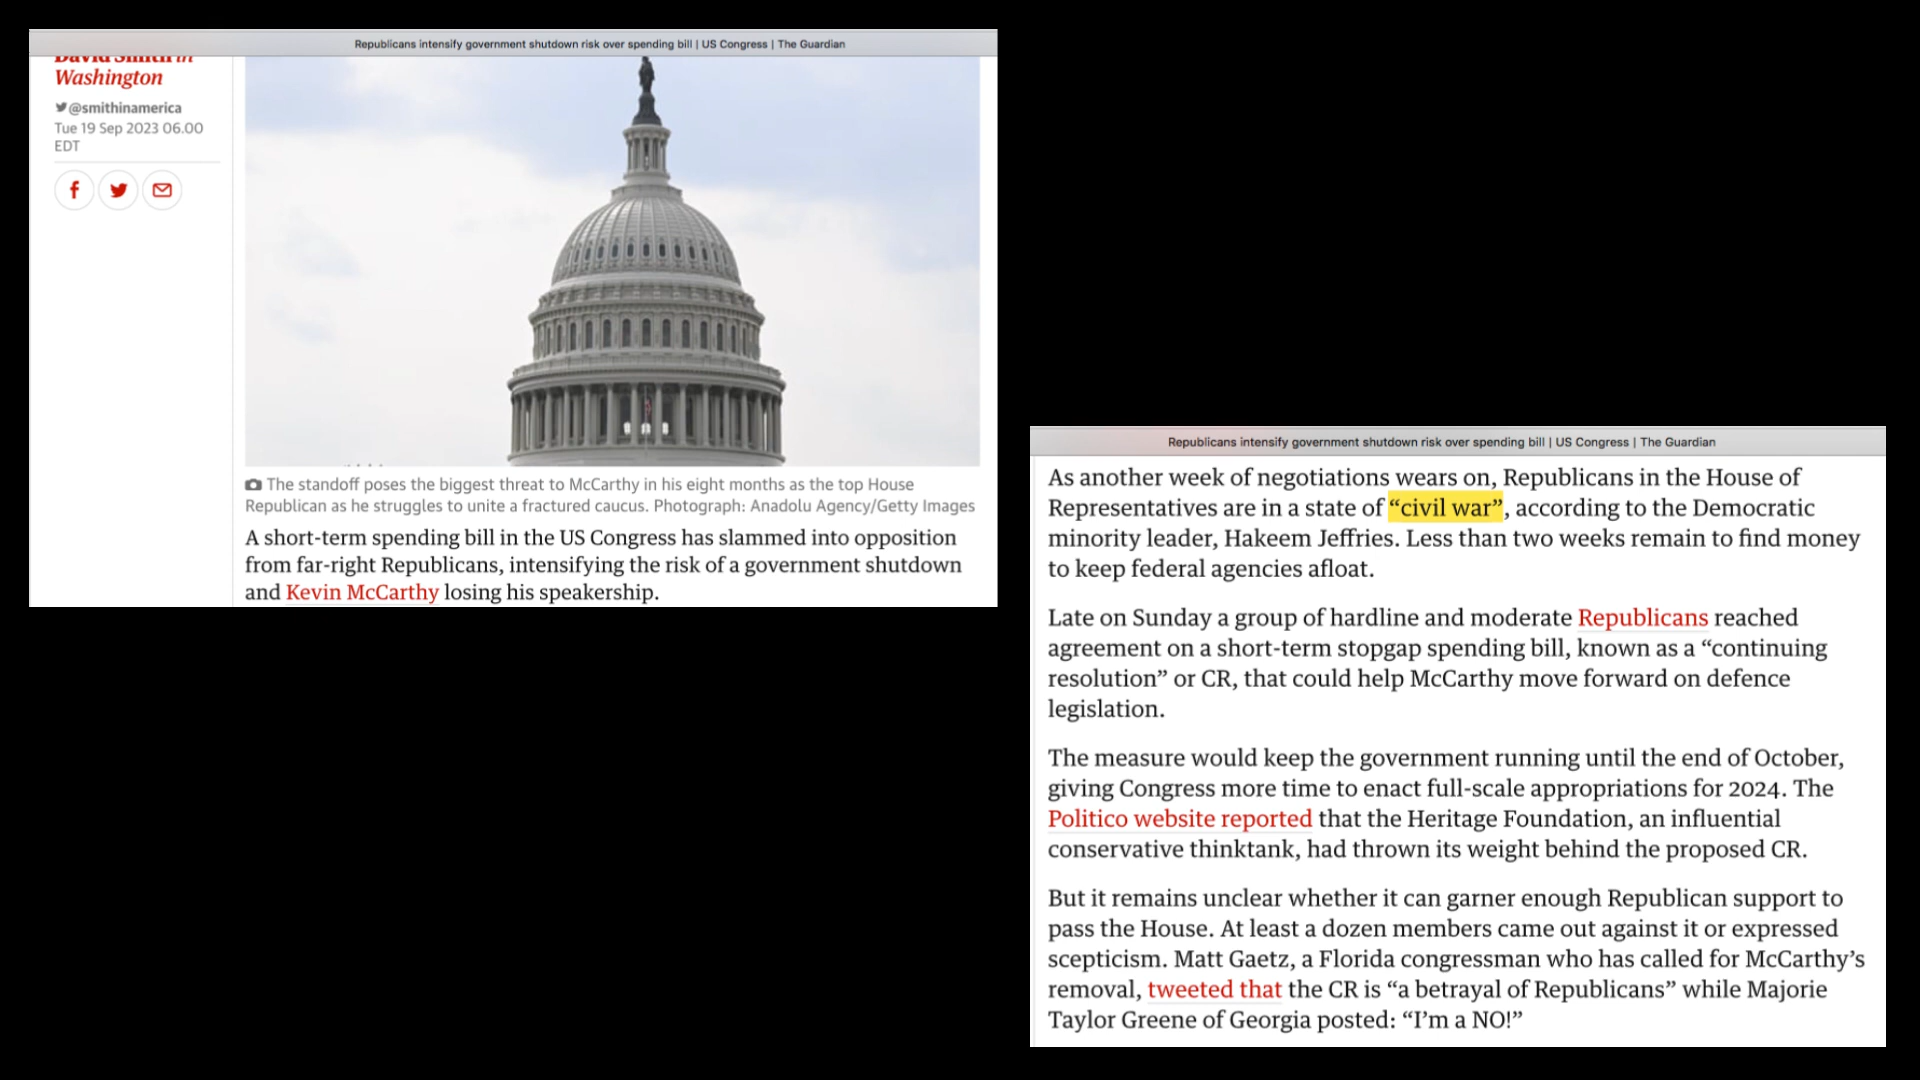 Republicans intensify government shutdown risk over spending bill | US Congress | The Guardian
David Smith in
Washington
@smithinamerica
Tue 19 Sep 2023 06.00
EDT
The standoff poses the biggest threat to McCarthy in his eight months as the top House
Republican as he struggles to unite a fractured caucus. Photograph: Anadolu Agency/Getty Images
A short-term spending bill in the US Congress has slammed into opposition
from far-right Republicans, intensifying the risk of a government shutdown
and Kevin McCarthy losing his speakership.
Republicans intensify government shutdown risk over spending bill | US Congress | The Guardian
As another week of negotiations wears on, Republicans in the House of
Representatives are in a state of “civil war”, according to the Democratic
minority leader, Hakeem Jeffries. Less than two weeks remain to find money
to keep federal agencies afloat.
Late on Sunday a group of hardline and moderate Republicans reached
agreement on a short-term stopgap spending bill, known as a “continuing
resolution” or CR, that could help McCarthy move forward on defence
legislation.
The measure would keep the government running until the end of October,
giving Congress more time to enact full-scale appropriations for 2024. The
Politico website reported that the Heritage Foundation, an influential
conservative thinktank, had thrown its weight behind the proposed CR.
But it remains unclear whether it can garner enough Republican support to
pass the House. At least a dozen members came out against it or expressed
scepticism. Matt Gaetz, a Florida congressman who has called for McCarthy’s
removal, tweeted that the CR is “a betrayal of Republicans” while Majorie
Taylor Greene of Georgia posted: “I’m a NO!”